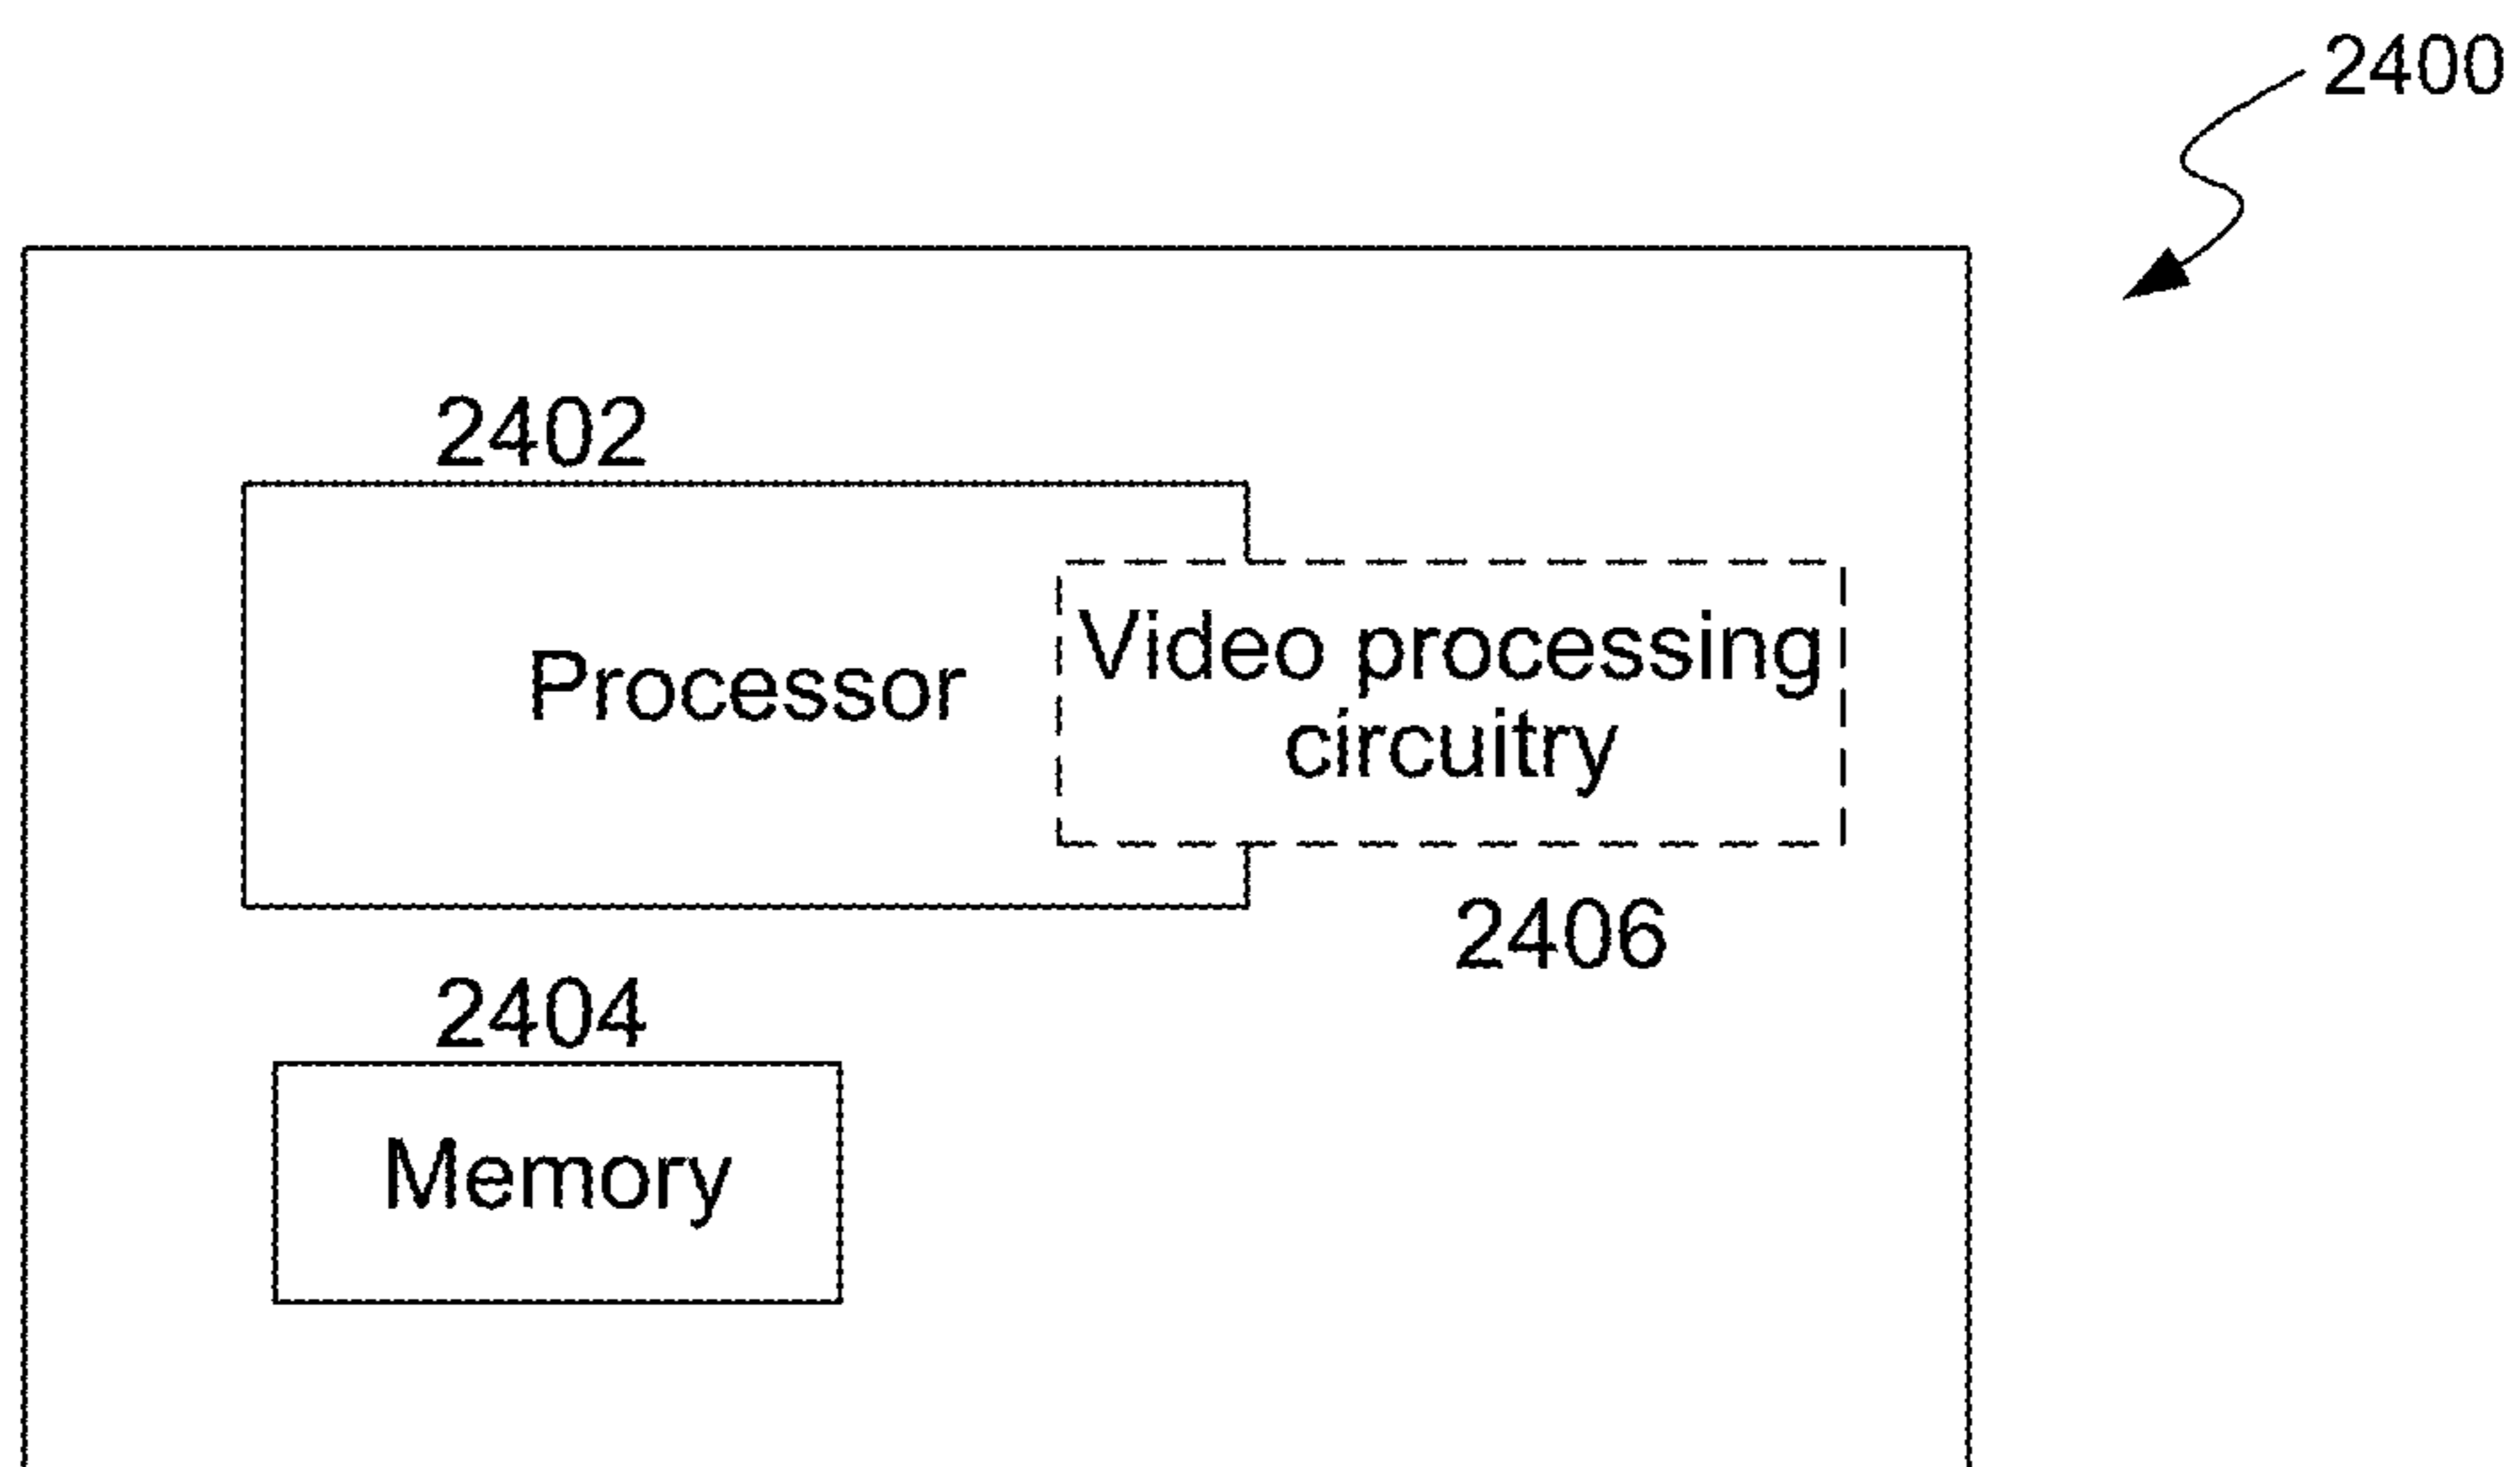 2400
2402
Processor
Video processing
circuitry
2406
2404
Memory